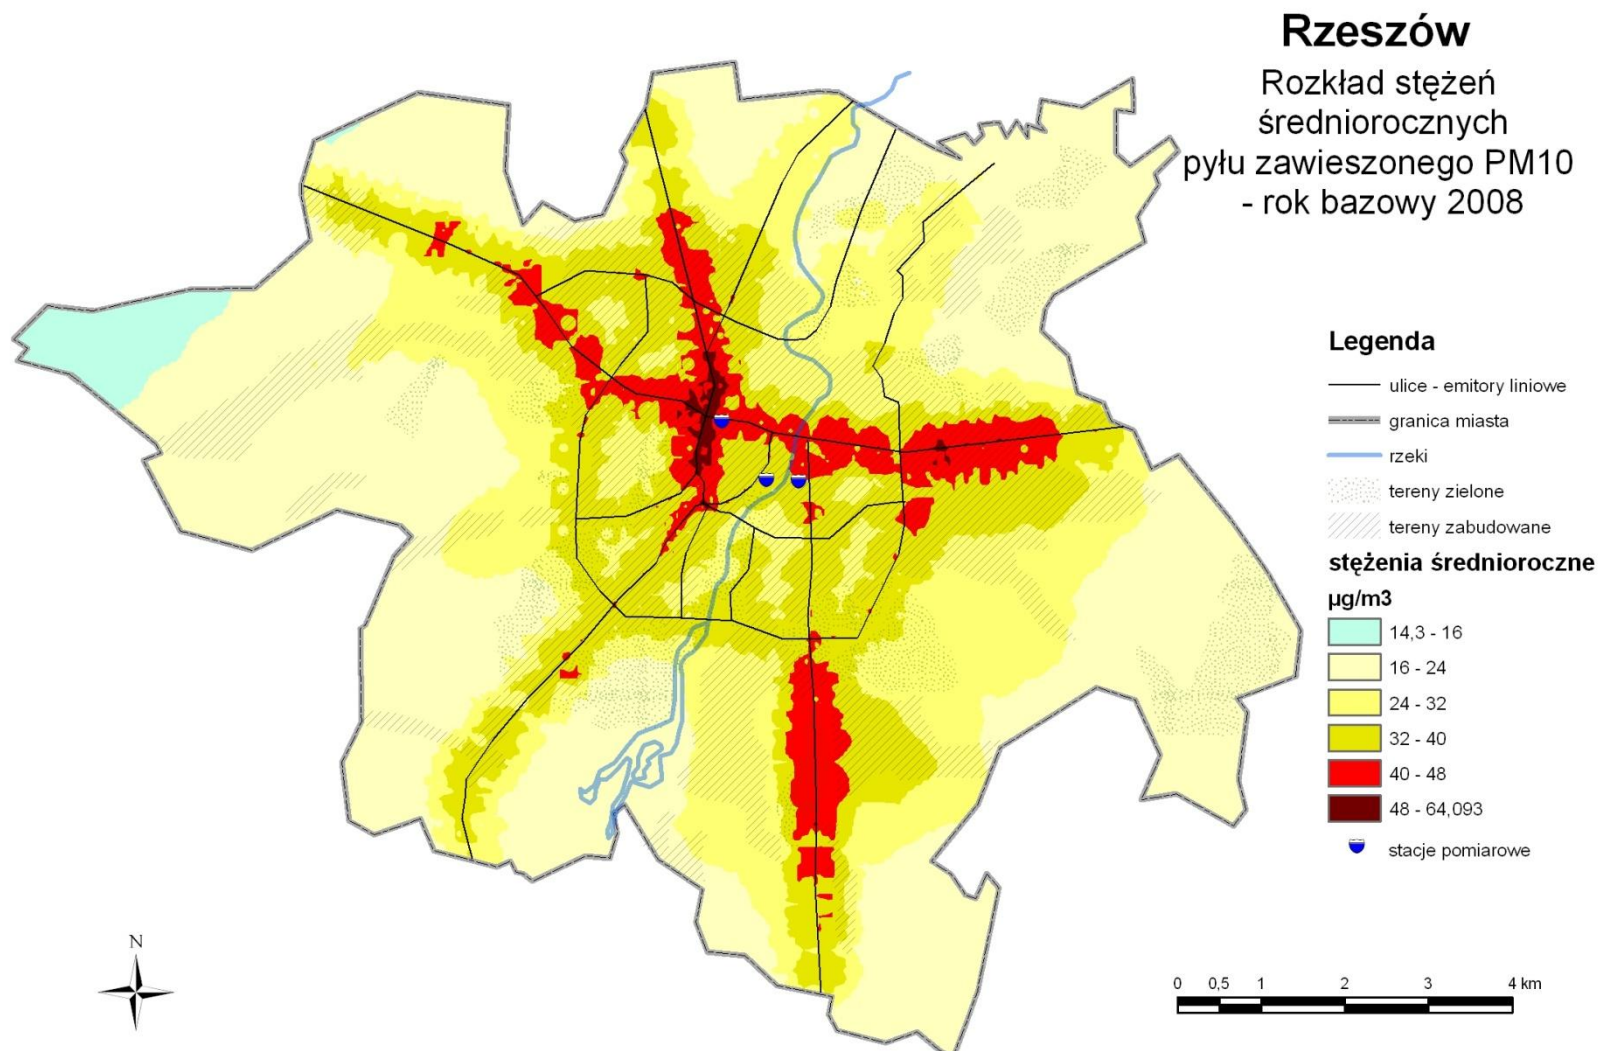 Rzeszów
Rozkład stężeń
średniorocznych
pyłu zawieszonego PM10
- rok bazowy 2008
Legenda
ulice - emitory liniowe
granica miasta
rzeki
tereny zielone
tereny zabudowane
stężenia średnioroczne
µg/m3
14,3 - 16
16 - 24
24 - 32
32 - 40
40 - 48
48 - 64,093
stacje pomiarowe
N
0 0,5 1 2 3 4 km